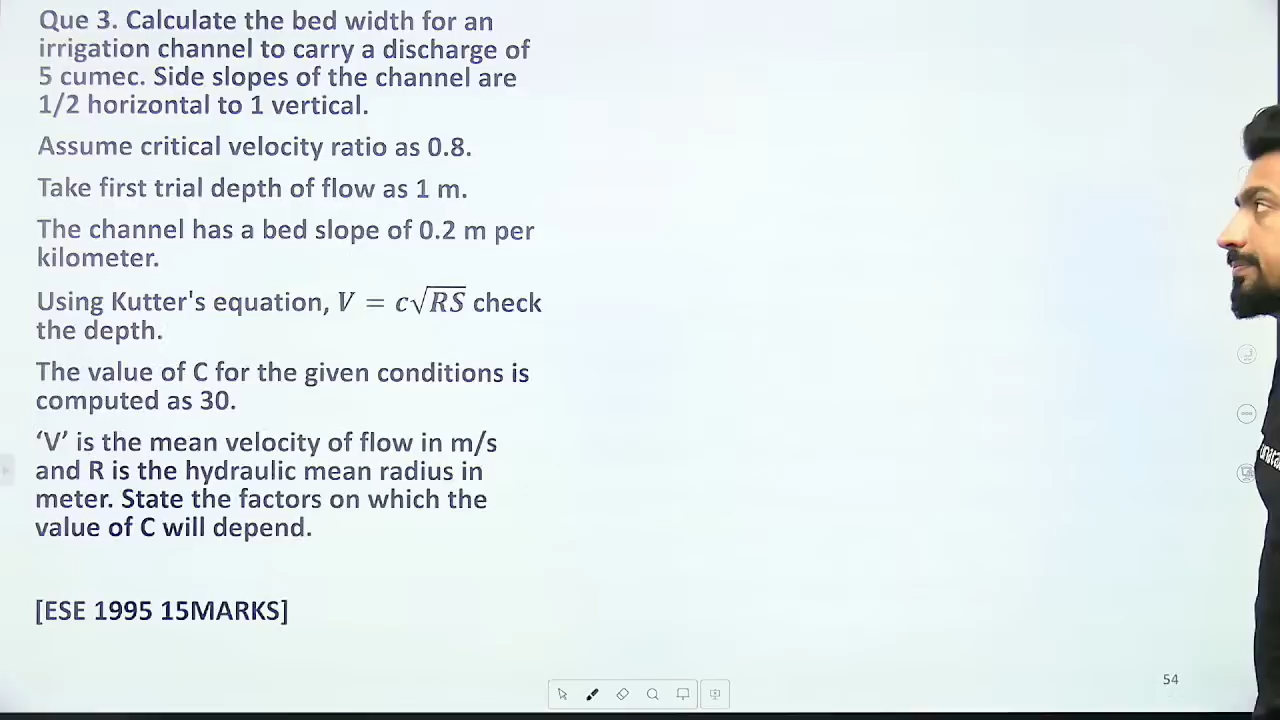 Que 3. Calculate the bed width for an
irrigation channel to carry a discharge of
5 cumec. Side slopes of the channel are
1/2 horizontal to 1 vertical.
Assume critical velocity ratio as 0.8.
Take first trial depth of flow as 1 m.
The channel has a bed slope of 0.2 m per
kilometer.
Using Kutter's equation, V = c√RS check
the depth.
The value of C for the given conditions is
computed as 30.
‘V’ is the mean velocity of flow in m/s
and R is the hydraulic mean radius in
meter. State the factors on which the
value of C will depend.
[ESE 1995 15MARKS]
54